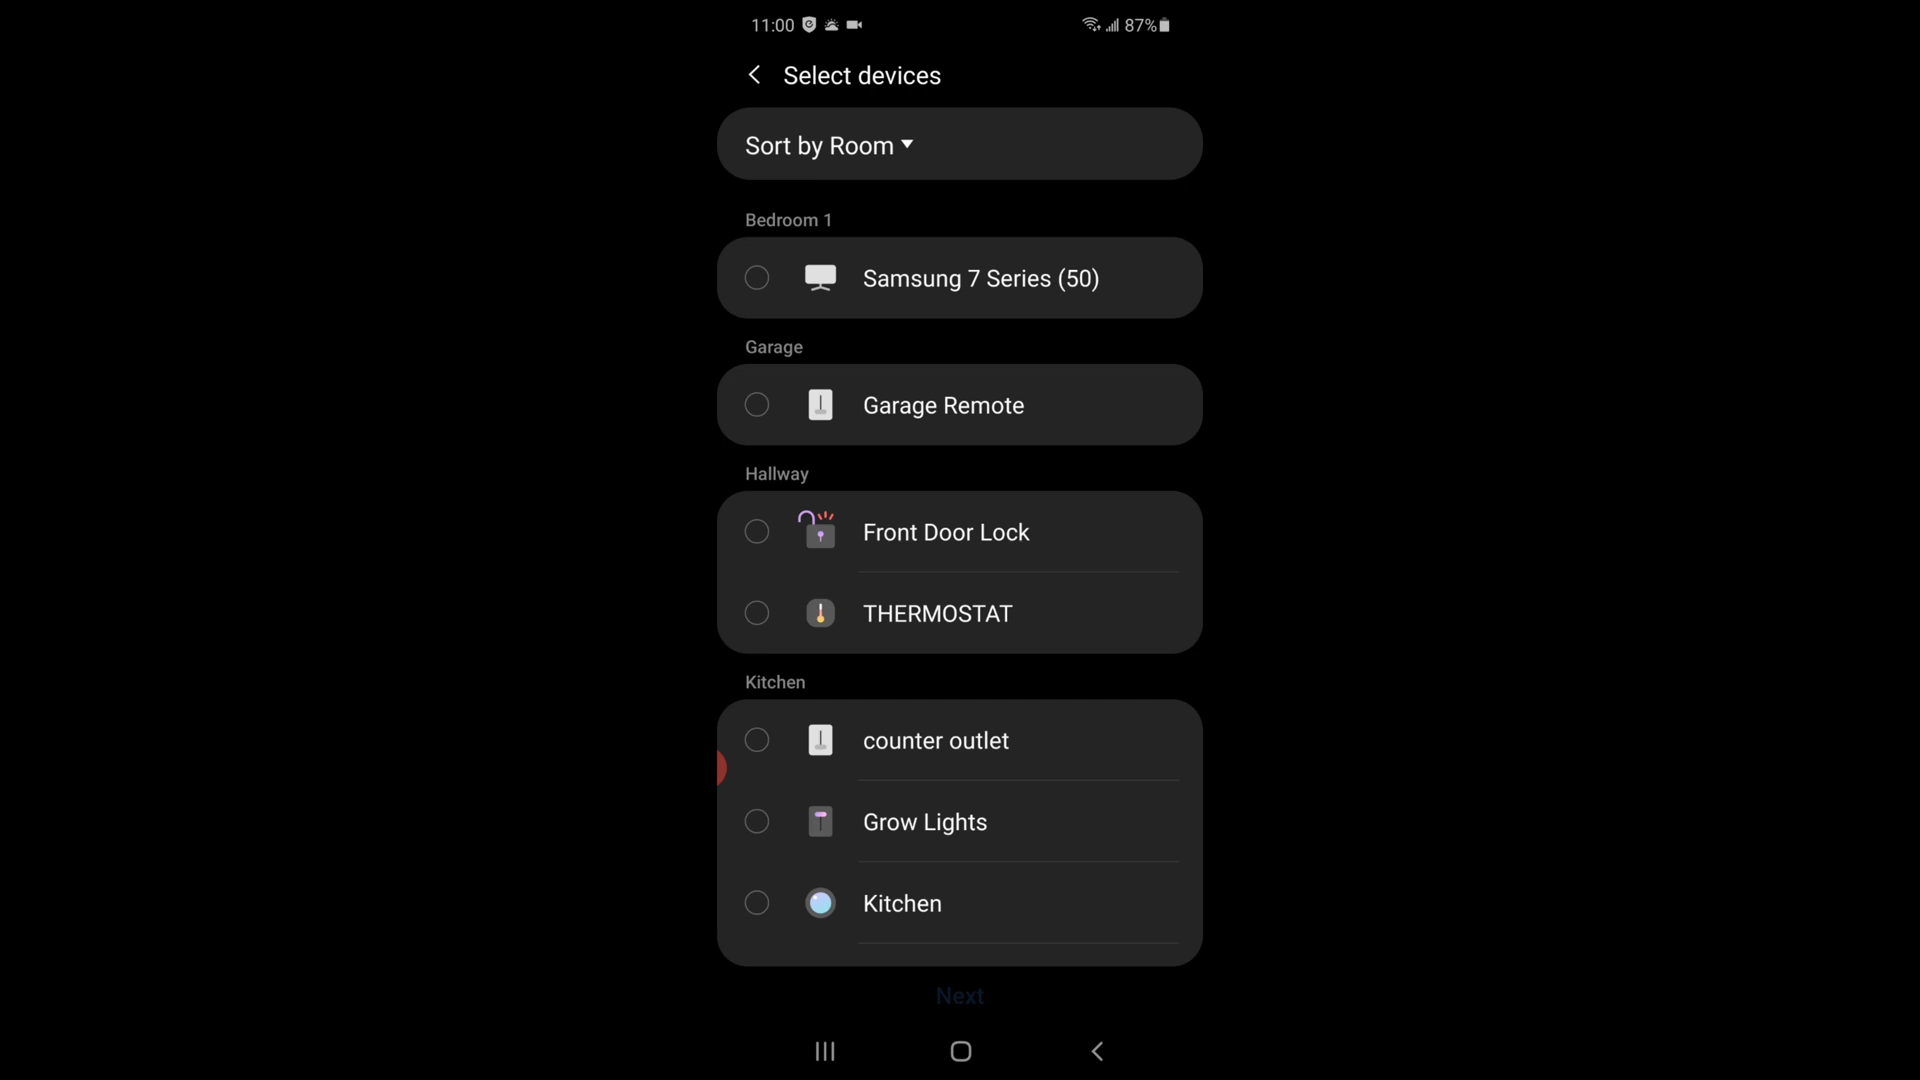 11:00
87%
Select devices
Sort by Room
Bedroom 1
Samsung 7 Series (50)
Garage
Garage Remote
Hallway
Front Door Lock
THERMOSTAT
Kitchen
counter outlet
Grow Lights
Kitchen
Next